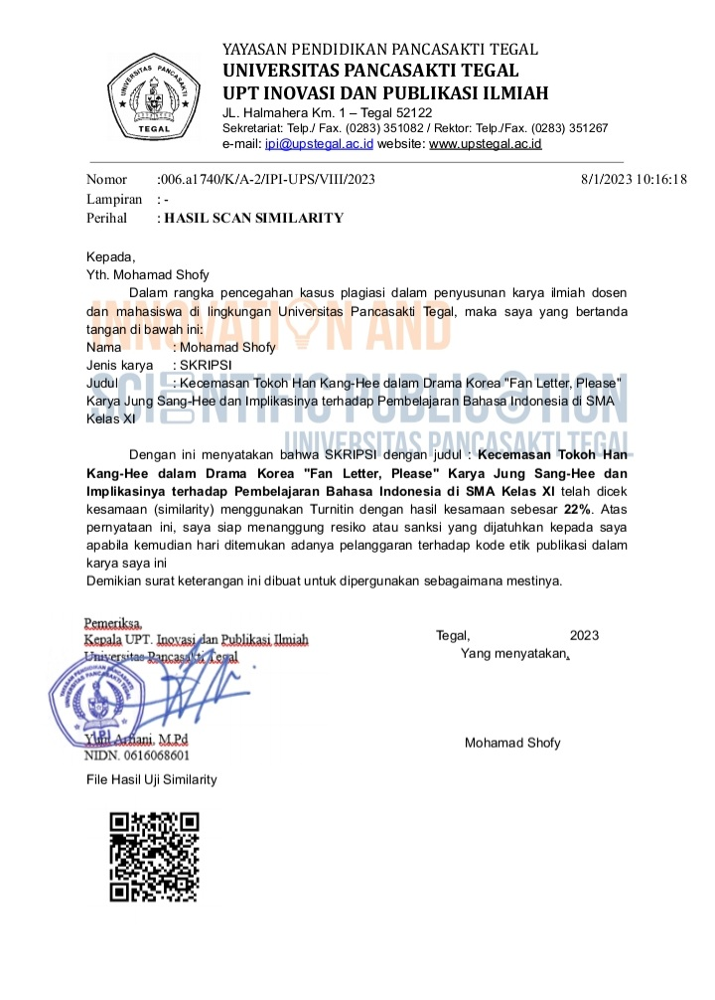 YAYASAN PENDIDIKAN PANCASAKTI TEGAL
UNIVERSITAS PANCASAKTI TEGAL
UPT INOVASI DAN PUBLIKASI ILMIAH
JL. Halmahera Km. 1 – Tegal 52122
Sekretariat: Telp./ Fax. (0283) 351082 / Rektor: Telp./Fax. (0283) 351267
e-mail: ipi@upstegal.ac.id website: www.upstegal.ac.id
UNIVERSITAS PANCASAKTI
TEGAL
Nomor :006.a1740/K/A-2/IPI-UPS/VIII/2023 8/1/2023 10:16:18
Lampiran : -
Perihal : HASIL SCAN SIMILARITY
Kepada,
Yth. Mohamad Shofy
Dalam rangka pencegahan kasus plagiasi dalam penyusunan karya ilmiah dosen
dan mahasiswa di lingkungan Universitas Pancasakti Tegal, maka saya yang bertanda
tangan di bawah ini:
Nama : Mohamad Shofy
Jenis karya : SKRIPSI
Judul : Kecemasan Tokoh Han Kang-Hee dalam Drama Korea "Fan Letter, Please"
Karya Jung Sang-Hee dan Implikasinya terhadap Pembelajaran Bahasa Indonesia di SMA
Kelas XI
INNOVATION AND
SCIENTIFIC PUBLICATION
UNIVERSITAS PANCASAKTI TEGAL
Dengan ini menyatakan bahwa SKRIPSI dengan judul : Kecemasan Tokoh Han
Kang-Hee dalam Drama Korea "Fan Letter, Please" Karya Jung Sang-Hee dan
Implikasinya terhadap Pembelajaran Bahasa Indonesia di SMA Kelas XI telah dicek
kesamaan (similarity) menggunakan Turnitin dengan hasil kesamaan sebesar 22%. Atas
pernyataan ini, saya siap menanggung resiko atau sanksi yang dijatuhkan kepada saya
apabila kemudian hari ditemukan adanya pelanggaran terhadap kode etik publikasi dalam
karya saya ini
Demikian surat keterangan ini dibuat untuk dipergunakan sebagaimana mestinya.
Pemeriksa,
Kepala UPT. Inovasi dan Publikasi Ilmiah
Universitas Pancasakti Tegal
YAYASAN PENDIDIKAN PANCASAKTI TEGAL
UNIVERSITAS PANCASAKTI TEGAL
IPI
Yuni Arfiani, M.Pd
NIDN. 0616068601
Tegal, 2023
Yang menyatakan,
Mohamad Shofy
File Hasil Uji Similarity